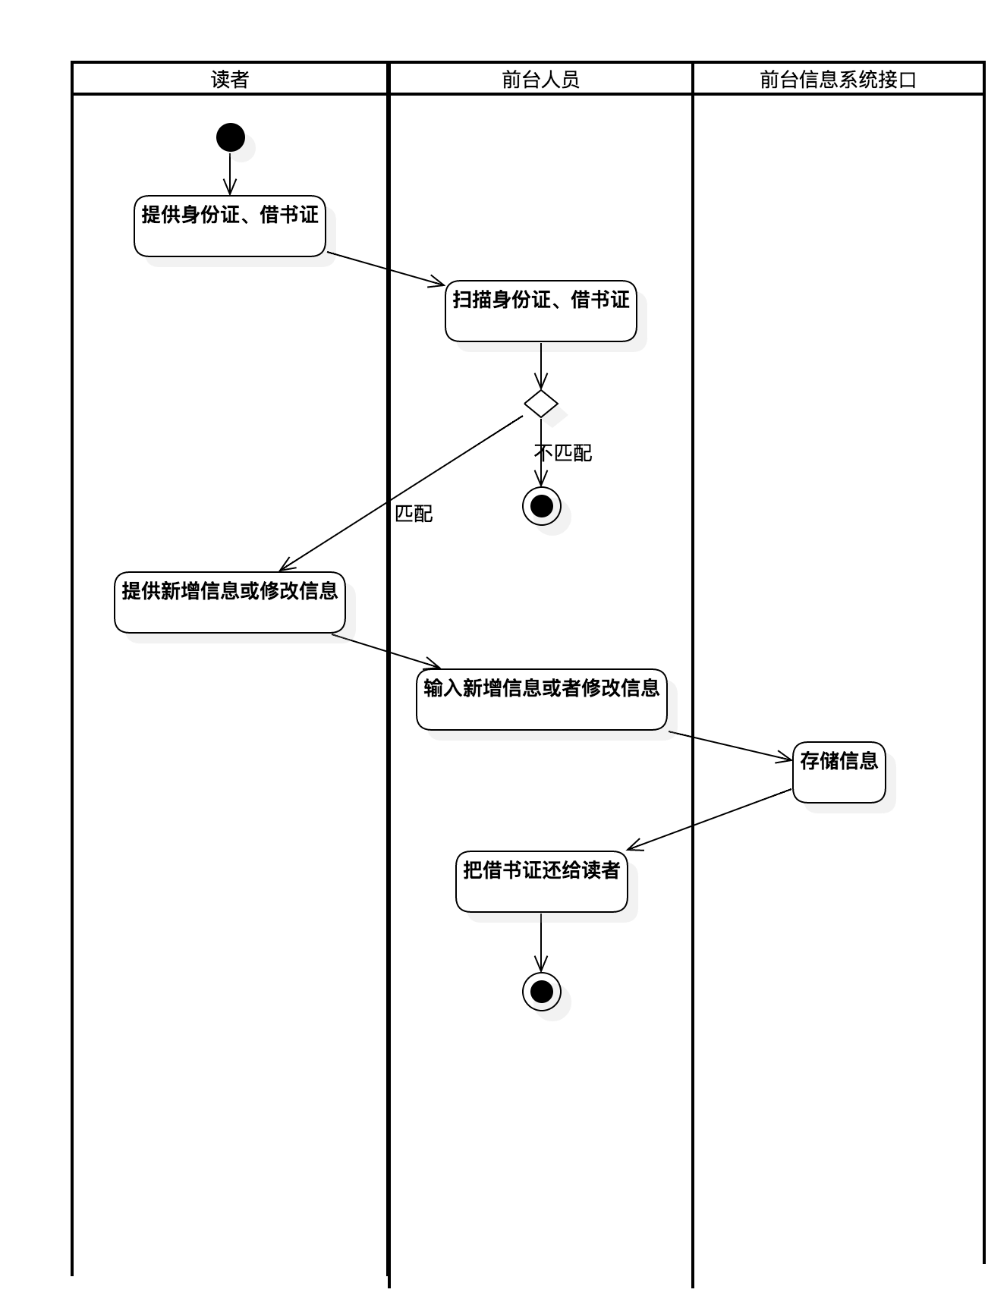 读者
前台人员
前台信息系统接口
提供身份证、借书证
扫描身份证、借书证
不匹配
匹配
提供新增信息或修改信息
输入新增信息或者修改信息
存储信息
把借书证还给读者